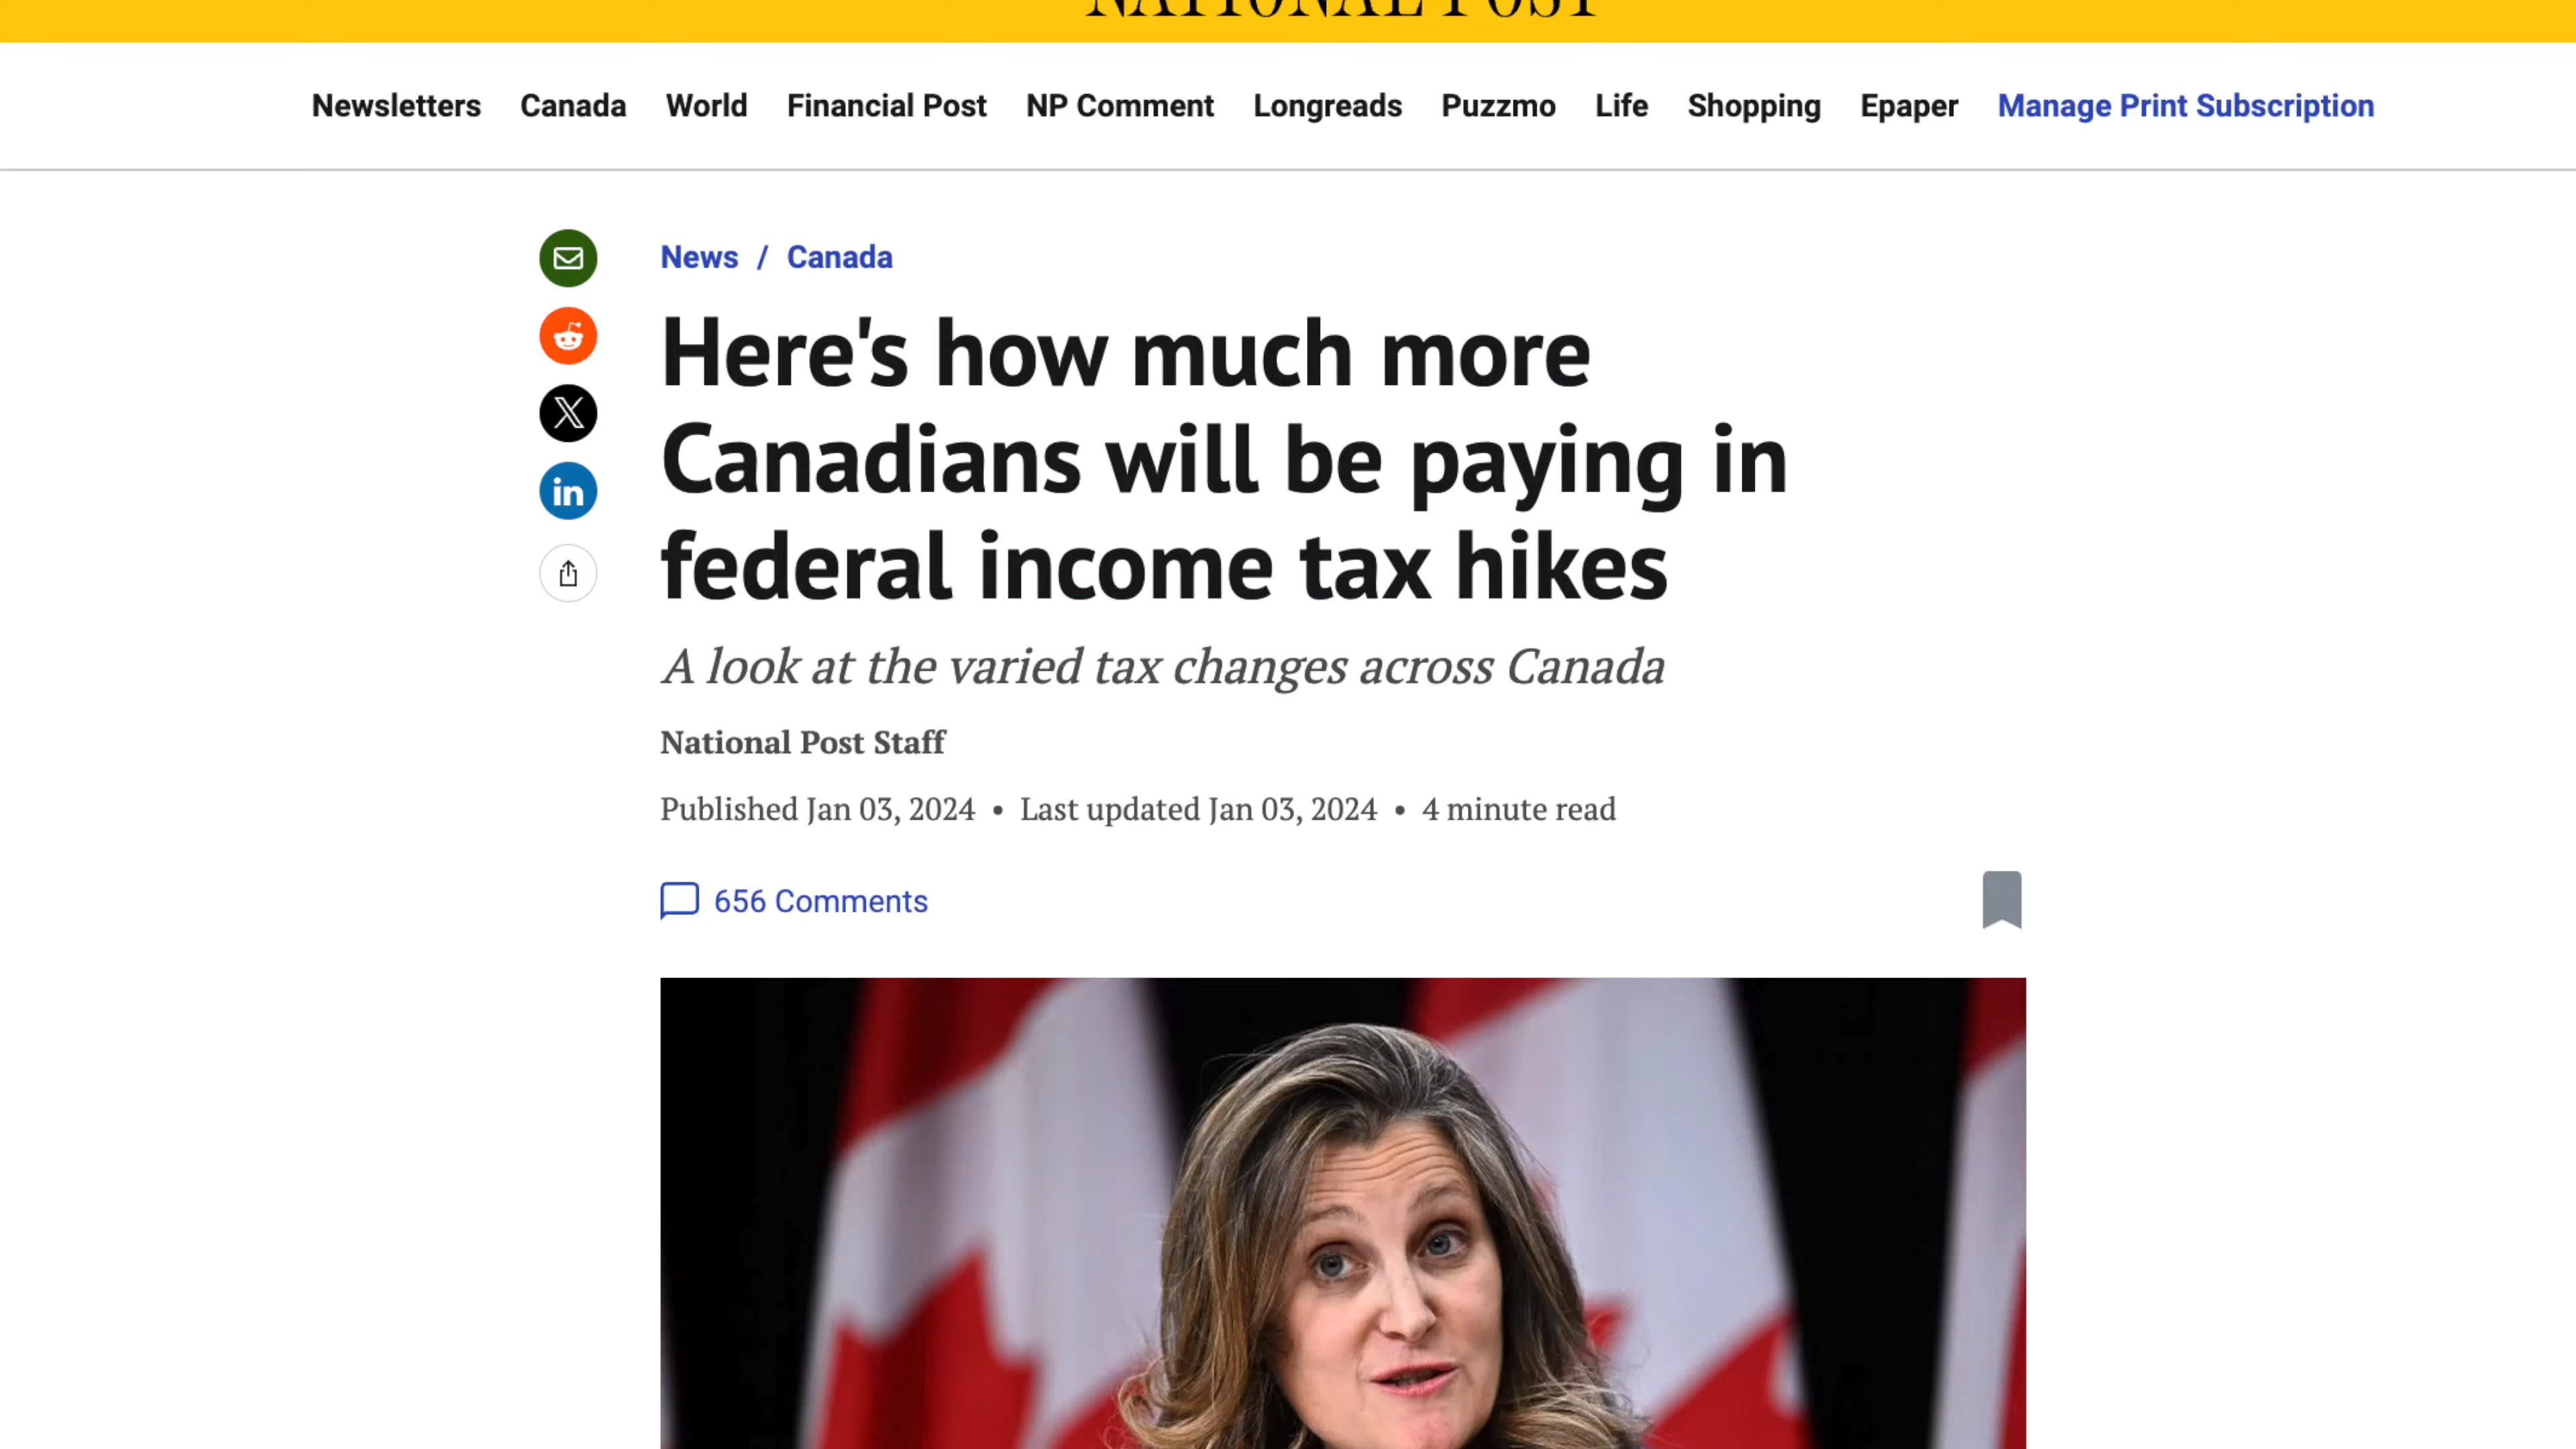 NATIONAL POST
Newsletters Canada World Financial Post NP Comment Longreads Puzzmo Life Shopping Epaper Manage Print Subscription
News / Canada
Here's how much more
Canadians will be paying in
federal income tax hikes
A look at the varied tax changes across Canada
National Post Staff
Published Jan 03, 2024 • Last updated Jan 03, 2024 • 4 minute read
656 Comments